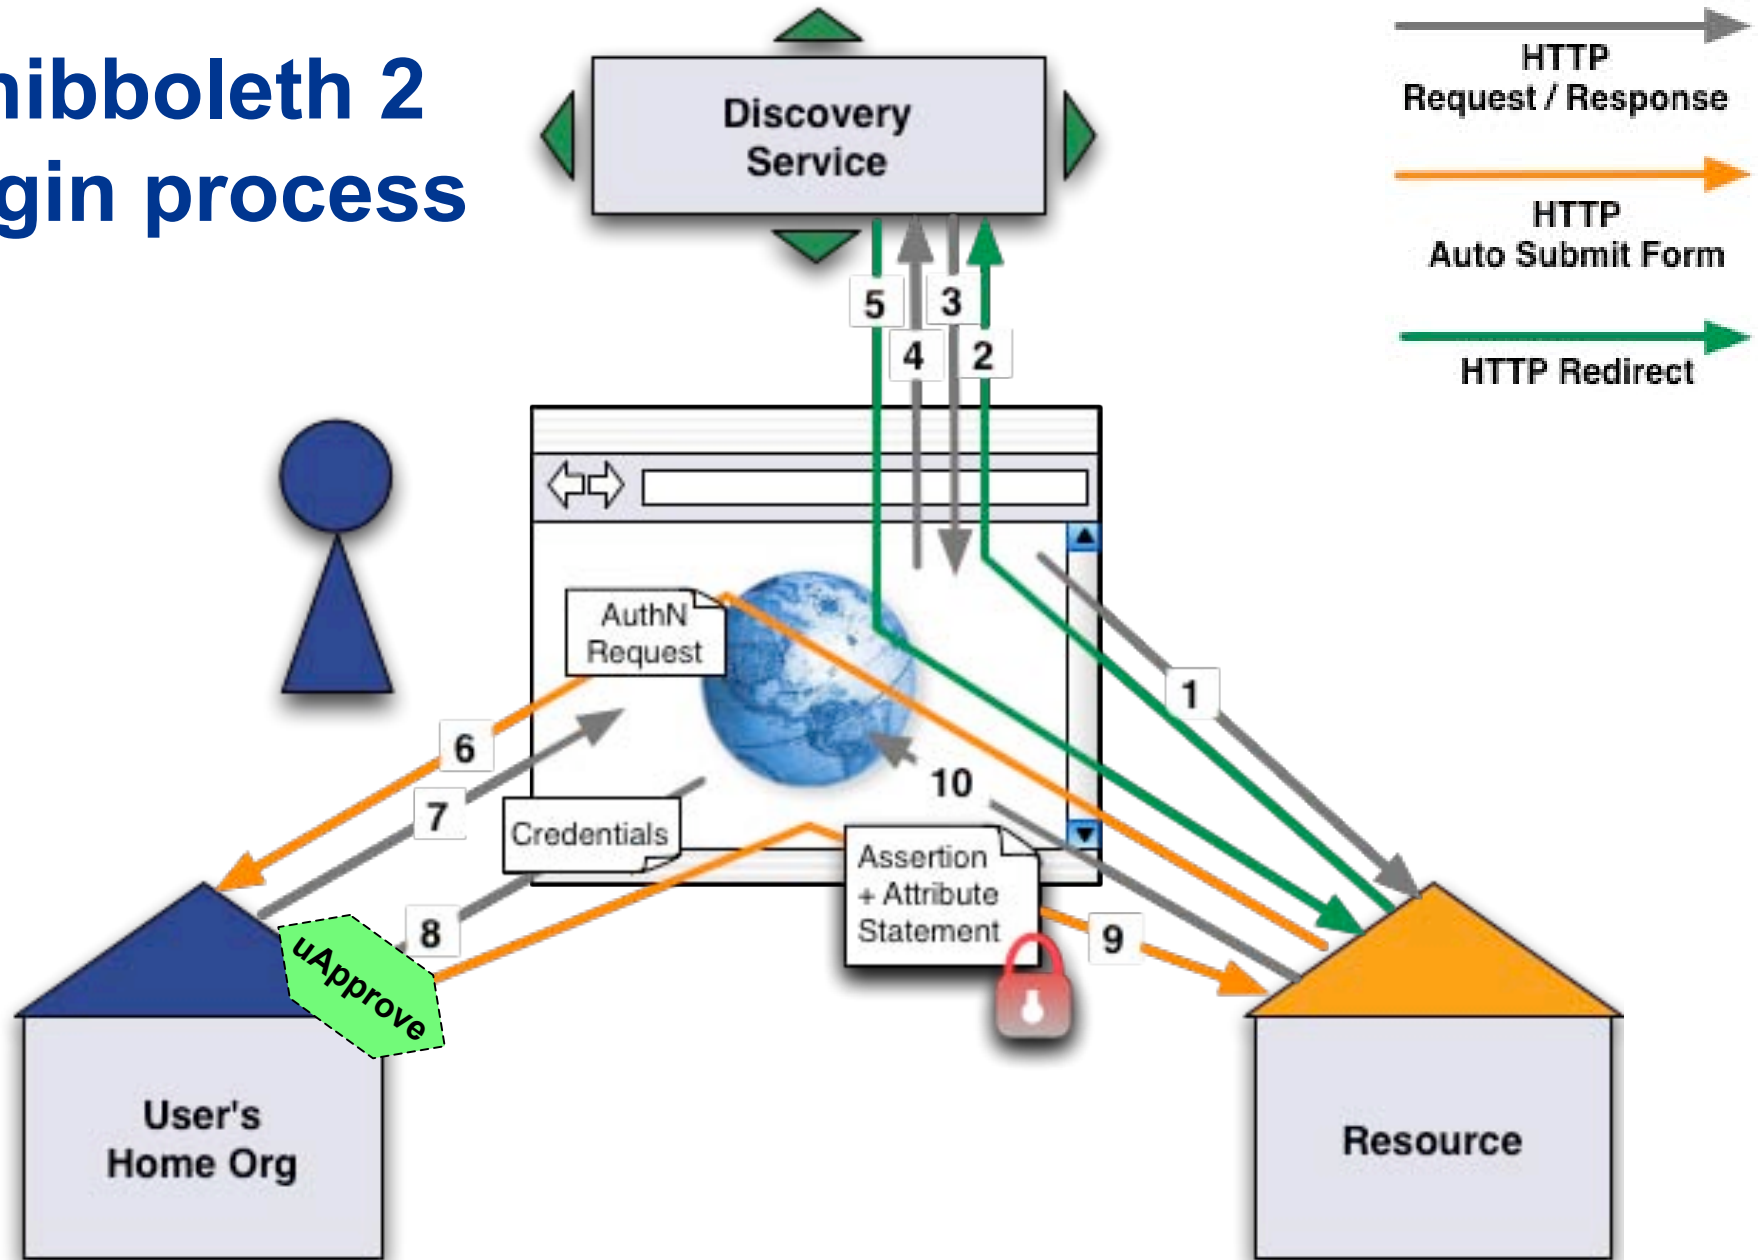 hibboleth 2
gin process
Discovery
Service
HTTP
Request / Response
HTTP
Auto Submit Form
HTTP Redirect
5
3
4
2
AuthN
Request
1
6
7
10
Credentials
Assertion
+ Attribute
Statement
8
9
uApprove
User's
Home Org
Resource